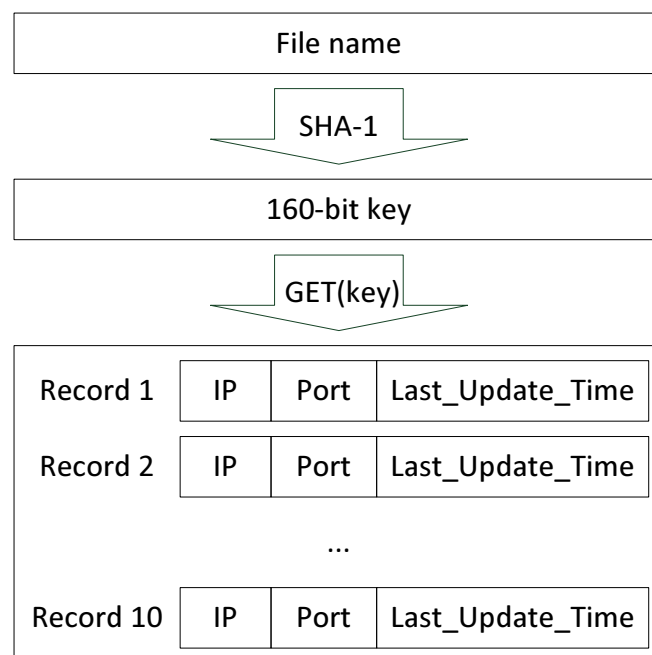 File name
SHA-1
160-bit key
GET(key)
Record 1 IP Port Last_Update_Time
Record 2 IP Port Last_Update_Time
...
Record 10 IP Port Last_Update_Time